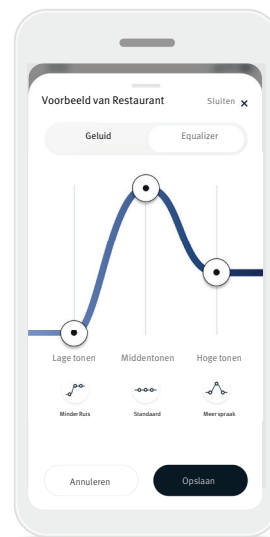 Voorbeeld van Restaurant Sluiten ×
Geluid Equalizer
Lage tonen Middentonen Hoge tonen
Minder Ruis Standaard Meer spraak
Annuleren Opslaan